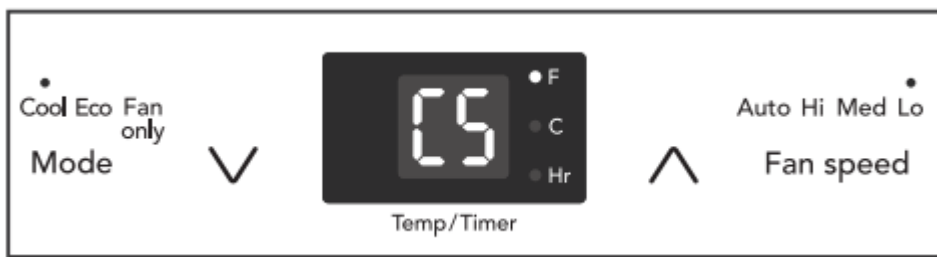 F
Cool Eco Fan only
CS
Auto Hi Med Lo
C
Mode
Fan speed
Hr
Temp/Timer